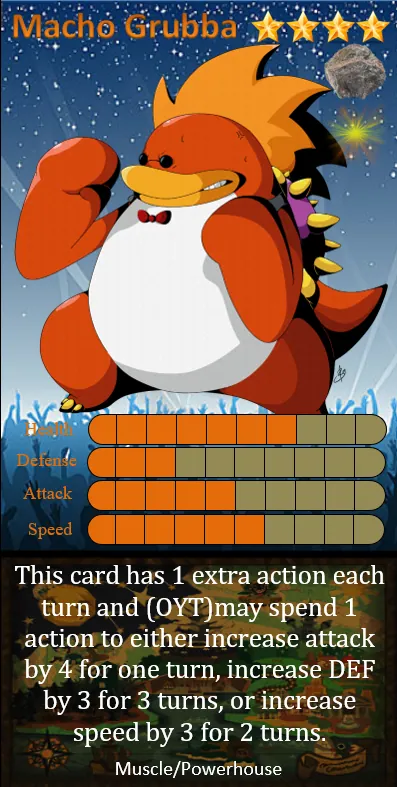 Macho Grubba
Health
Defense
Attack
Speed
This card has 1 extra action each
turn and (OYT)may spend 1
action to either increase attack
by 4 for one turn, increase DEF
by 3 for 3 turns, or increase
speed by 3 for 2 turns.
Muscle/Powerhouse